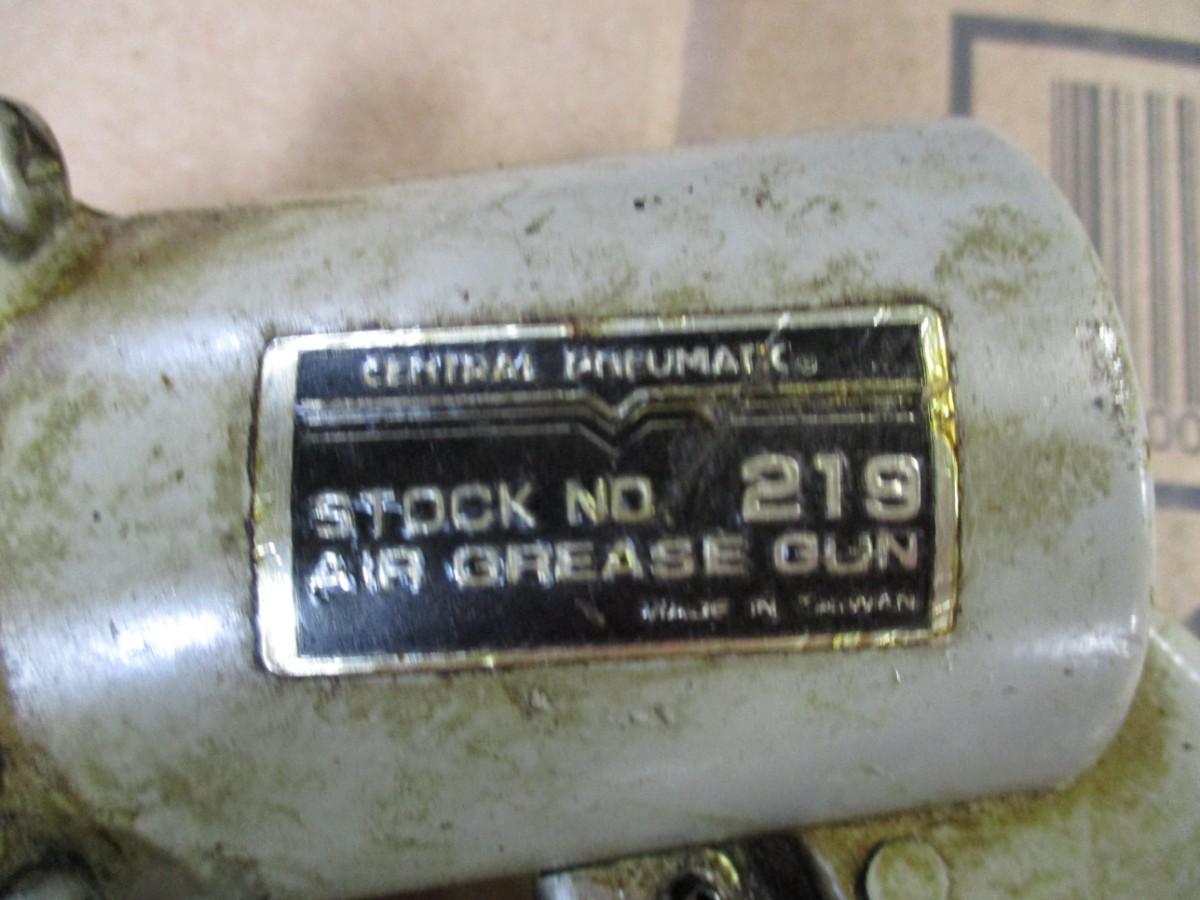 CENTRAL PNEUMATIC®
STOCK NO. 219
AIR GREASE GUN
MADE IN TAIWAN